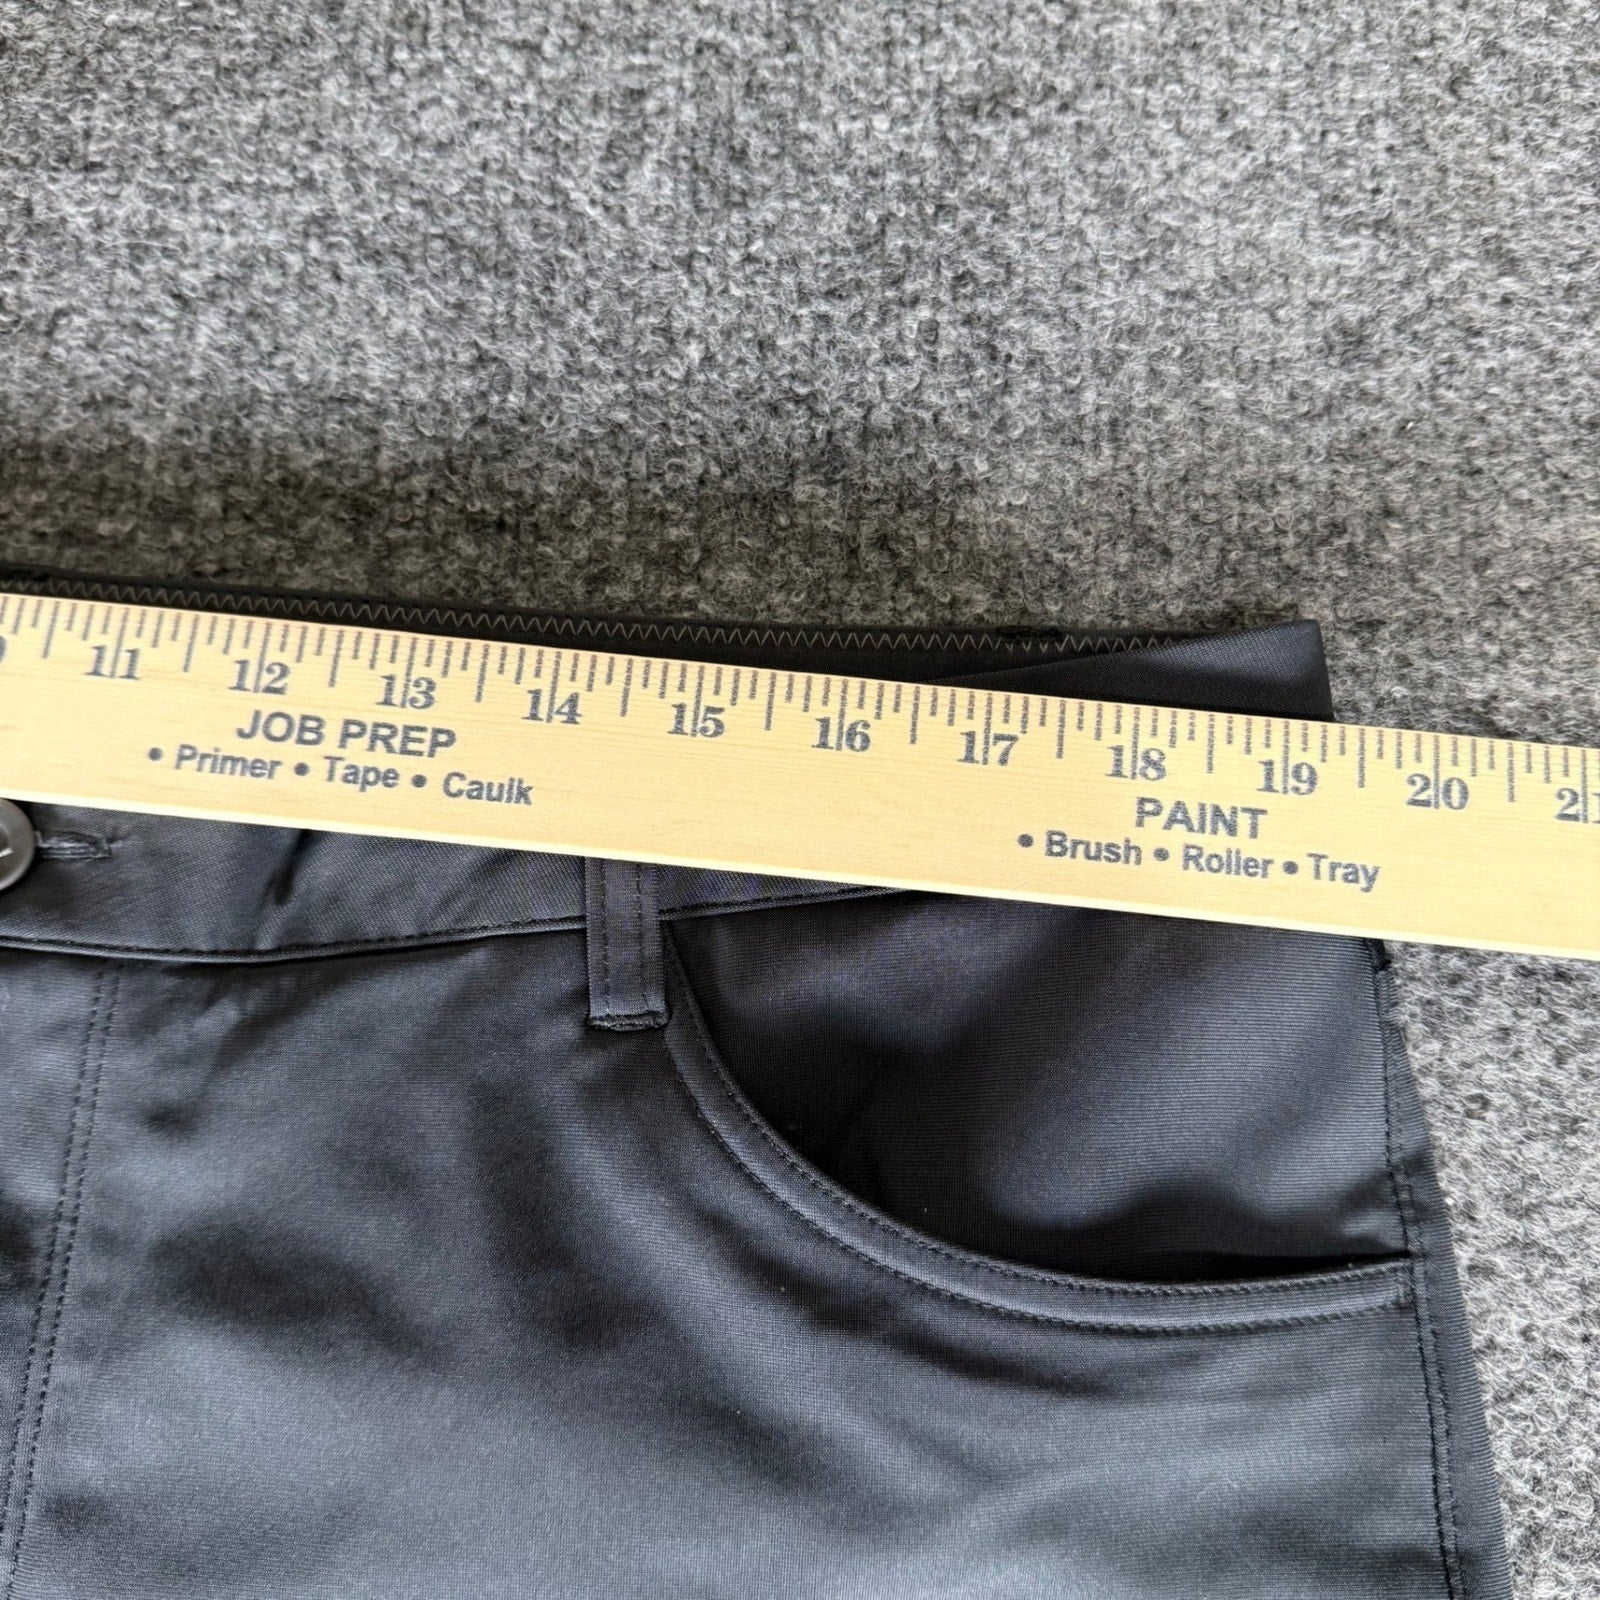 11 12 13 14 15 16 17 18 19 20
JOB PREP
• Primer • Tape • Caulk
PAINT
• Brush • Roller • Tray